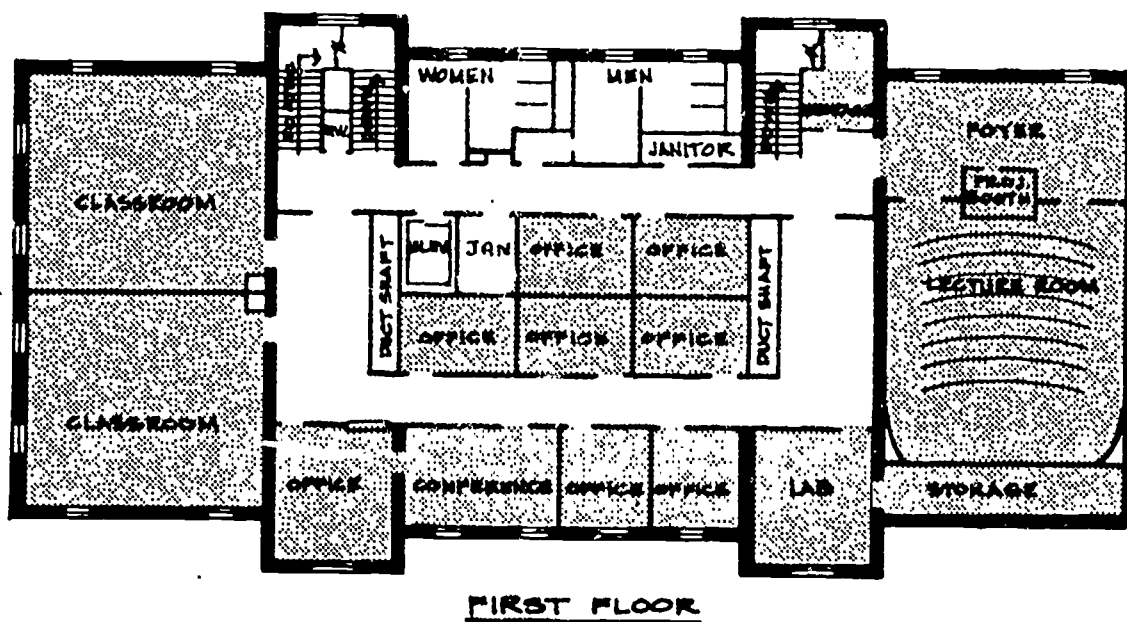 WOMEN
MEN
JANITOR
FOYER
PROJ.
BOOTH
CLASSROOM
DUCT SHAFT
ELEV
JAN
OFFICE
OFFICE
DUCT SHAFT
LECTURE ROOM
OFFICE
OFFICE
OFFICE
CLASSROOM
OFFICE
CONFERENCE
OFFICE
OFFICE
LAB
STORAGE
FIRST FLOOR